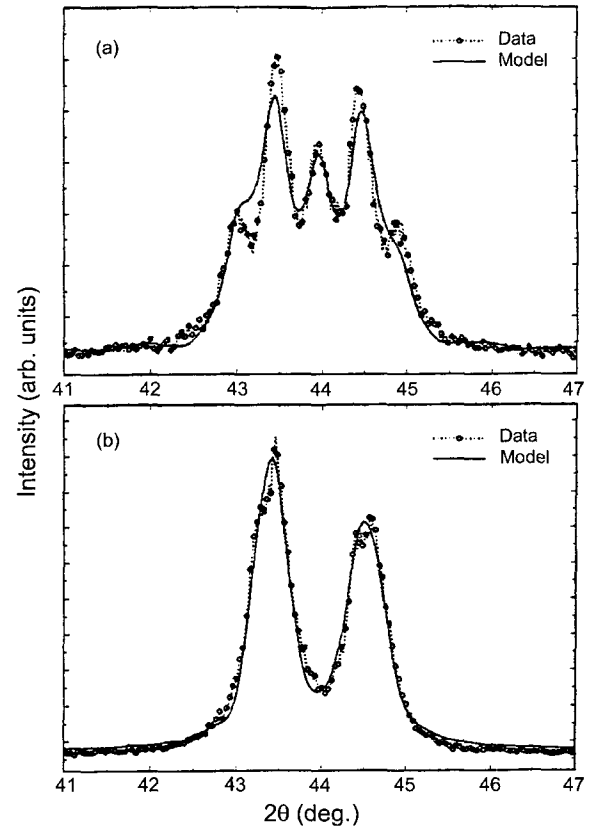 (a)
Data
Model
41 42 43 44 45 46 47
Intensity (arb. units)
(b)
Data
Model
41 42 43 44 45 46 47
2θ (deg.)